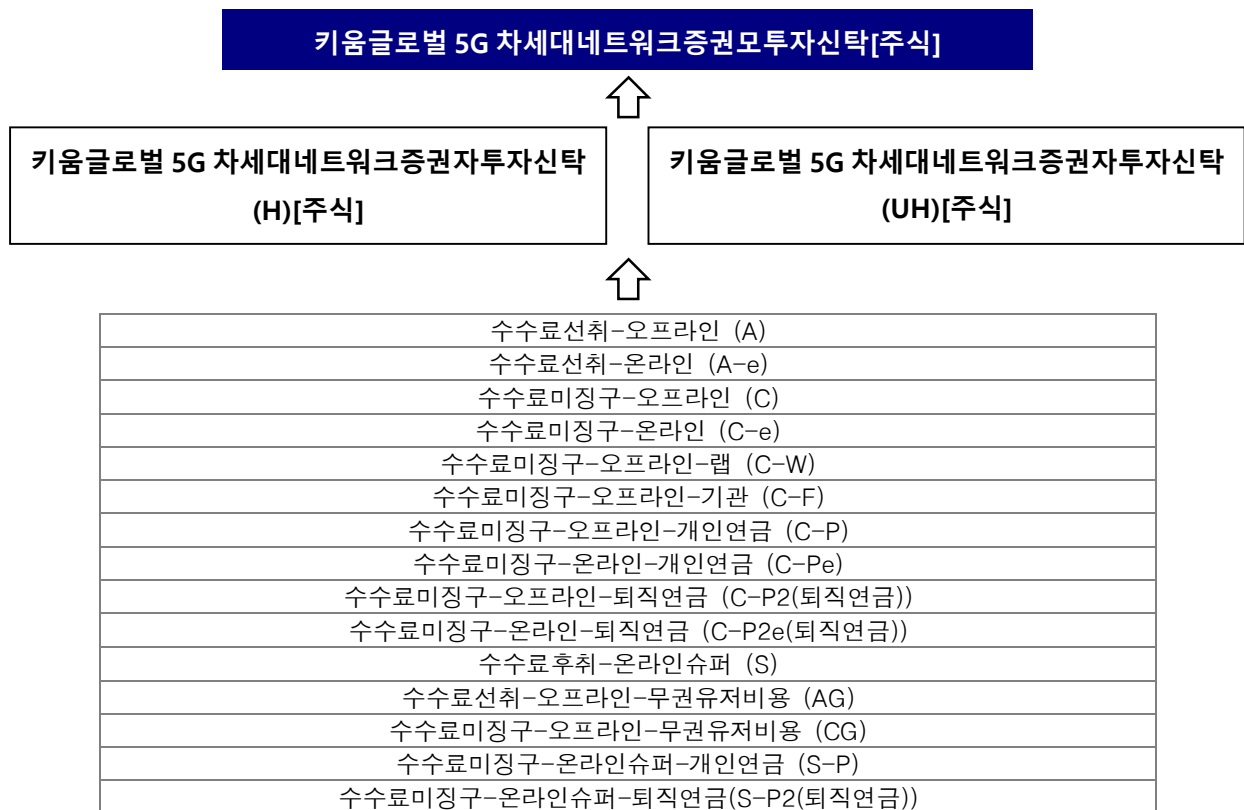 키움글로벌 5G 차세대네트워크증권모투자신탁[주식]
키움글로벌 5G 차세대네트워크증권자투자신탁
(H)[주식]
키움글로벌 5G 차세대네트워크증권자투자신탁
(UH)[주식]
수수료선취-오프라인 (A)
수수료선취-온라인 (A-e)
수수료미징구-오프라인 (C)
수수료미징구-온라인 (C-e)
수수료미징구-오프라인-랩 (C-W)
수수료미징구-오프라인-기관 (C-F)
수수료미징구-오프라인-개인연금 (C-P)
수수료미징구-온라인-개인연금 (C-Pe)
수수료미징구-오프라인-퇴직연금 (C-P2(퇴직연금))
수수료미징구-온라인-퇴직연금 (C-P2e(퇴직연금))
수수료후취-온라인슈퍼 (S)
수수료선취-오프라인-무권유저비용 (AG)
수수료미징구-오프라인-무권유저비용 (CG)
수수료미징구-온라인슈퍼-개인연금 (S-P)
수수료미징구-온라인슈퍼-퇴직연금(S-P2(퇴직연금))